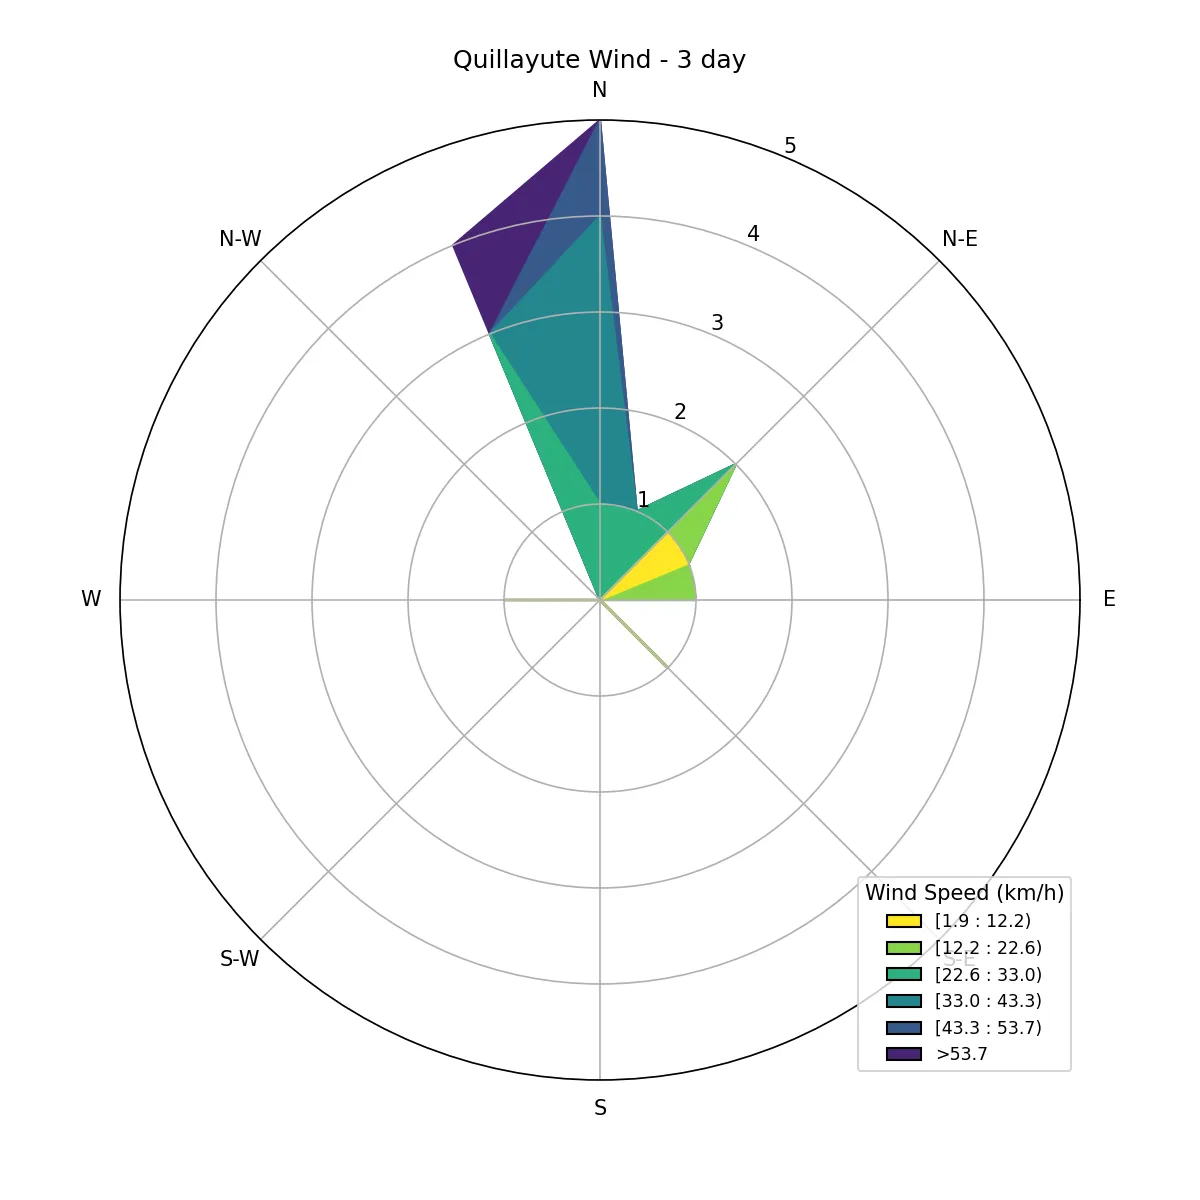 Quillayute Wind - 3 day
N
5
N-W
4
N-E
3
2
1
W
E
Wind Speed (km/h)
[1.9 : 12.2)
[12.2 : 22.6)
S-W
S-E
[22.6 : 33.0)
[33.0 : 43.3)
[43.3 : 53.7)
>53.7
S